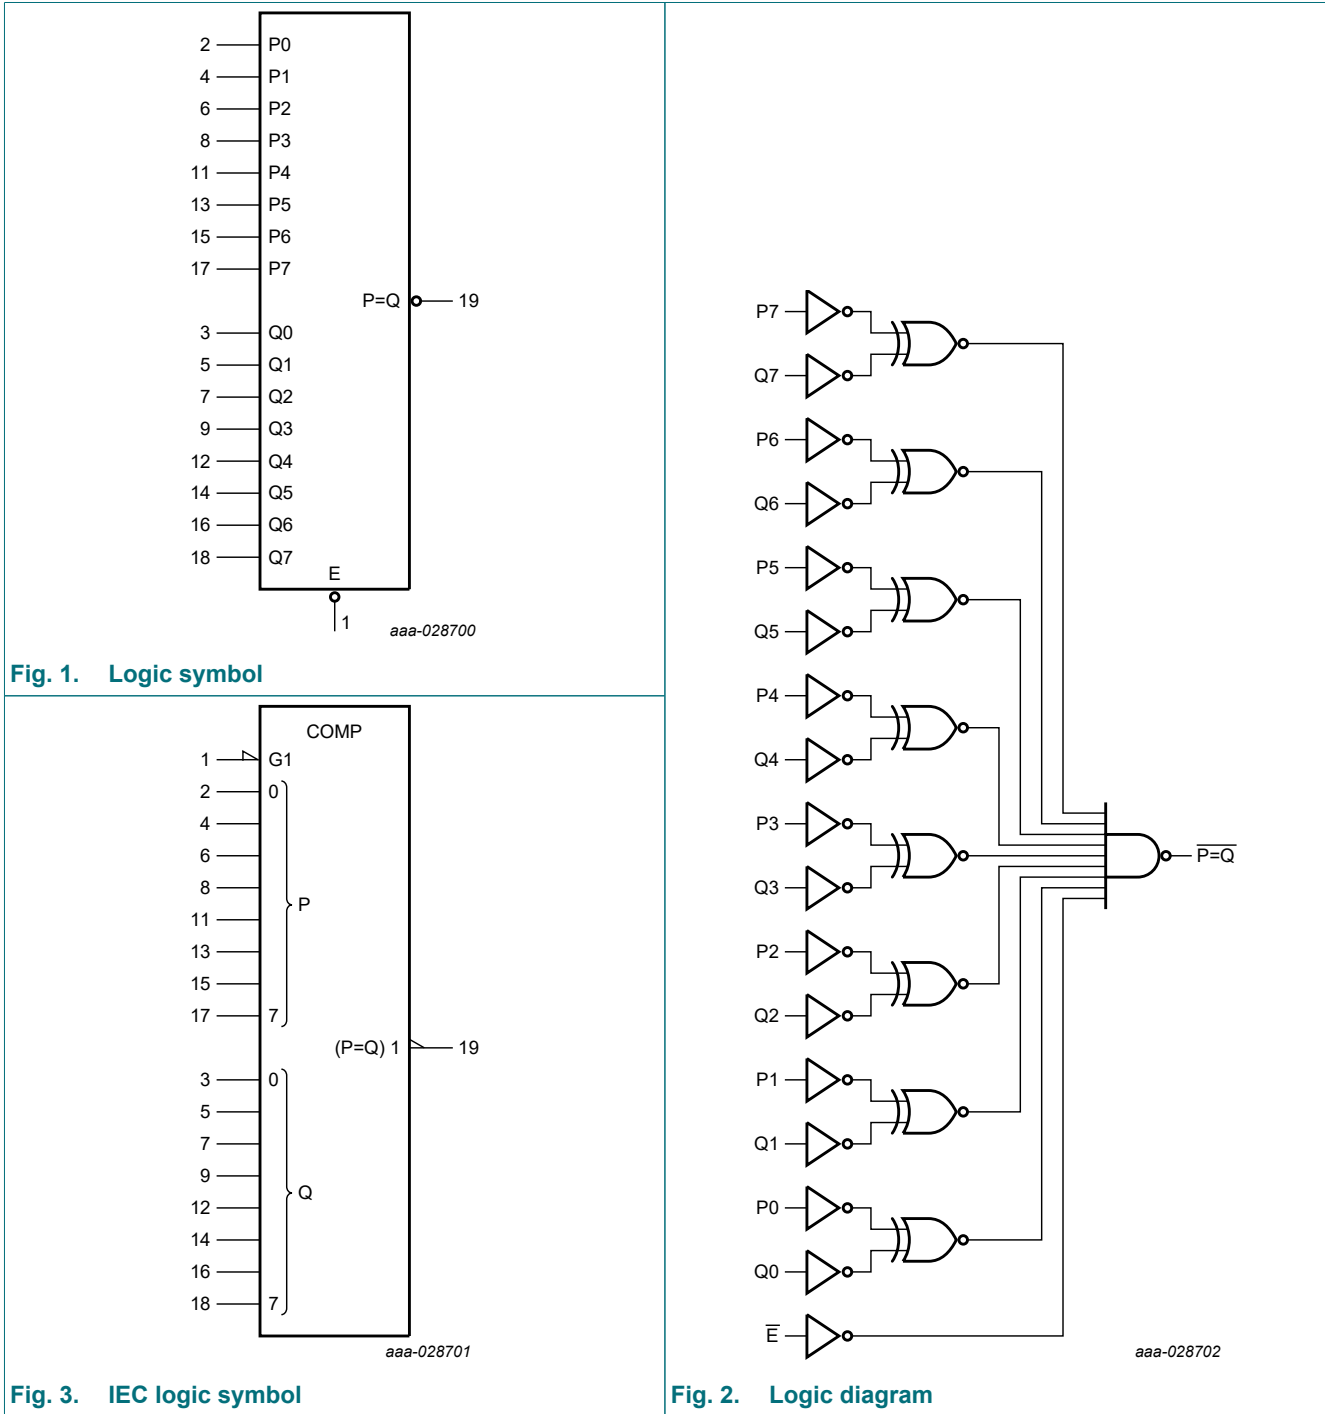 2 P0
4 P1
6 P2
8 P3
11 P4
13 P5
15 P6
17 P7
P=Q 19
3 Q0
5 Q1
7 Q2
9 Q3
12 Q4
14 Q5
16 Q6
18 Q7
E
1
aaa-028700
Fig. 1. Logic symbol
COMP
1 G1
2 0
4
6
8
11 P
13
15
17 7
(P=Q) 1 19
3 0
5
7
9
12 Q
14
16
18 7
aaa-028701
Fig. 3. IEC logic symbol
P7
Q7
P6
Q6
P5
Q5
P4
Q4
P3
P̅=̅Q̅
Q3
P2
Q2
P1
Q1
P0
Q0
E̅
aaa-028702
Fig. 2. Logic diagram